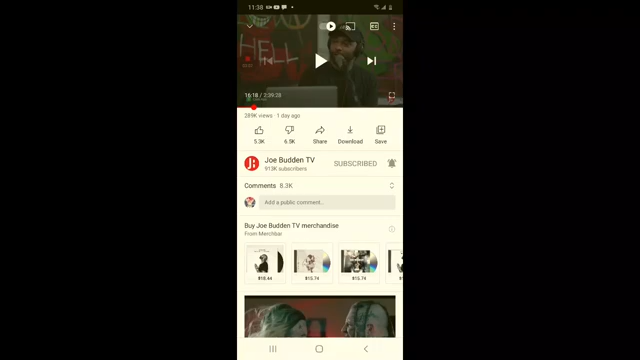 11:38
HELL
16:18 / 2:39:28
289K views · 1 day ago
5.3K
6.5K
Share
Download
Save
Joe Budden TV
913K subscribers
SUBSCRIBED
Comments 8.3K
Add a public comment...
Buy Joe Budden TV merchandise
From Merchbar
$18.44
$15.74
$15.74